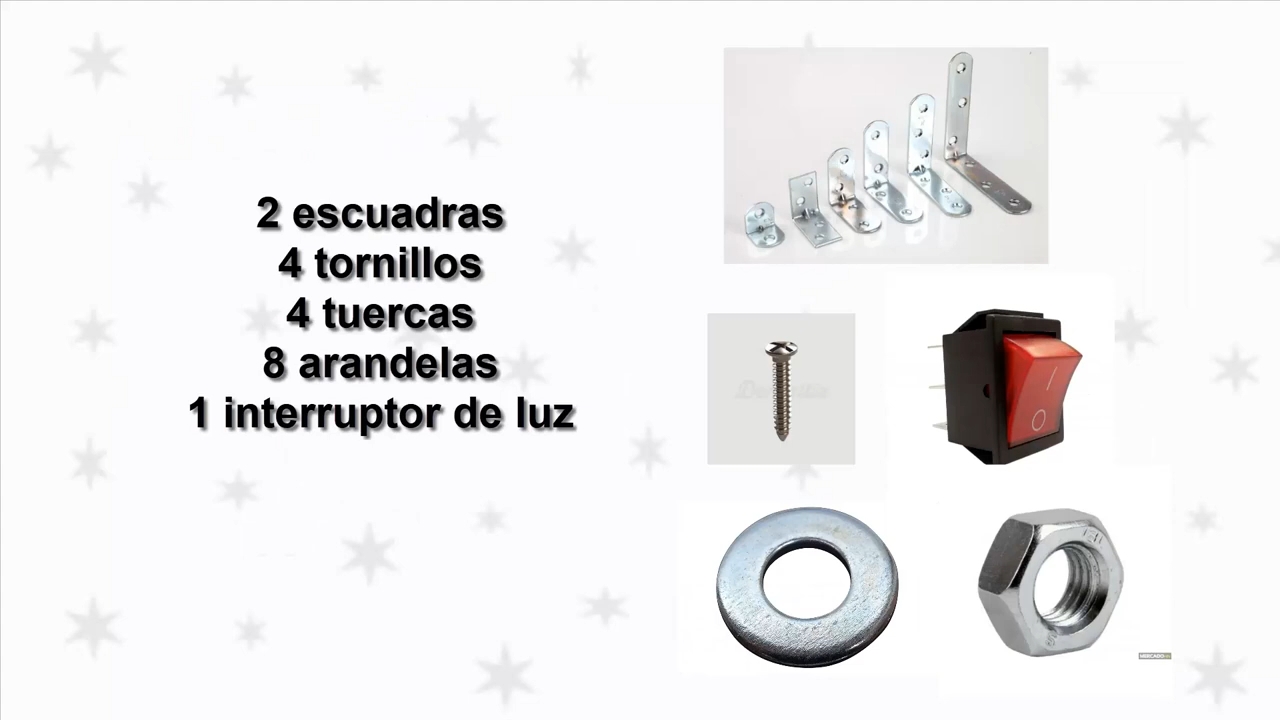 2 escuadras
4 tornillos
4 tuercas
8 arandelas
1 interruptor de luz